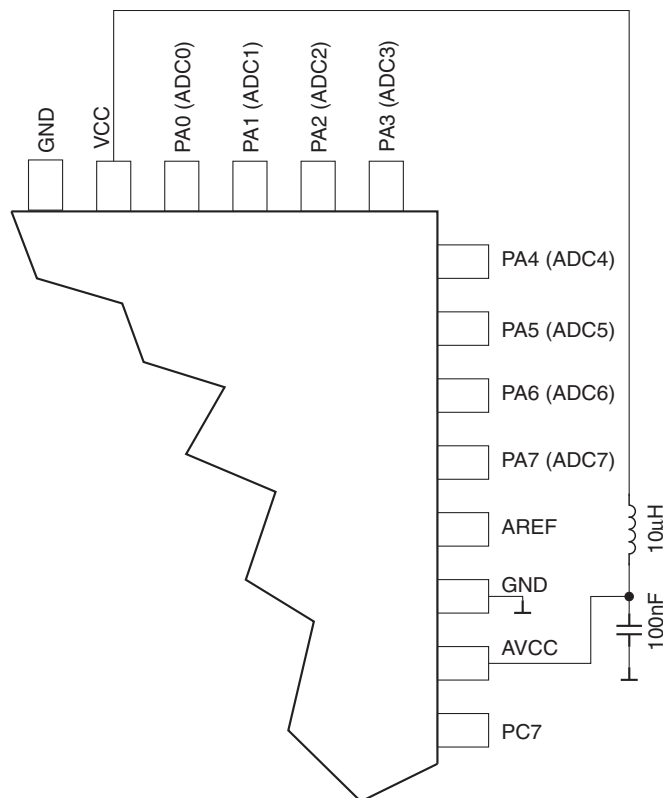 GND
VCC
PA0 (ADC0)
PA1 (ADC1)
PA2 (ADC2)
PA3 (ADC3)
PA4 (ADC4)
PA5 (ADC5)
PA6 (ADC6)
PA7 (ADC7)
AREF
10μH
GND
AVCC
100nF
PC7